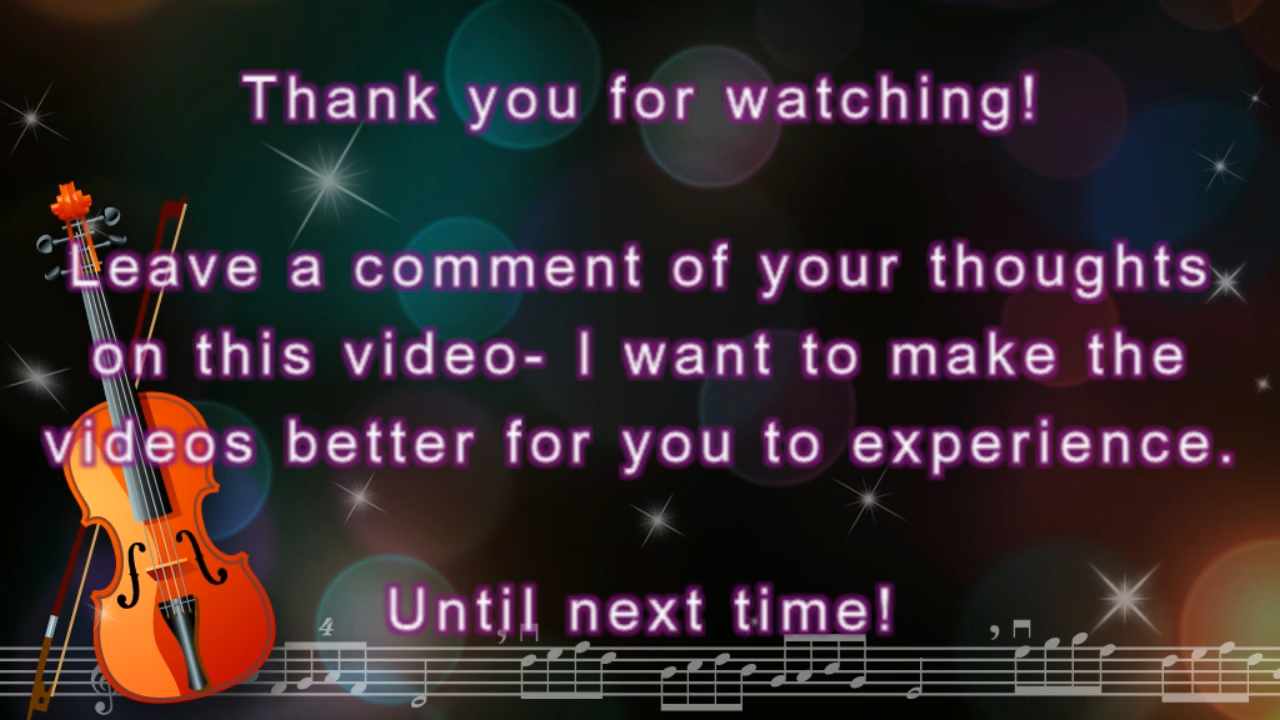 Thank you for watching!
Leave a comment of your thoughts
on this video- I want to make the
videos better for you to experience.
Until next time!
4